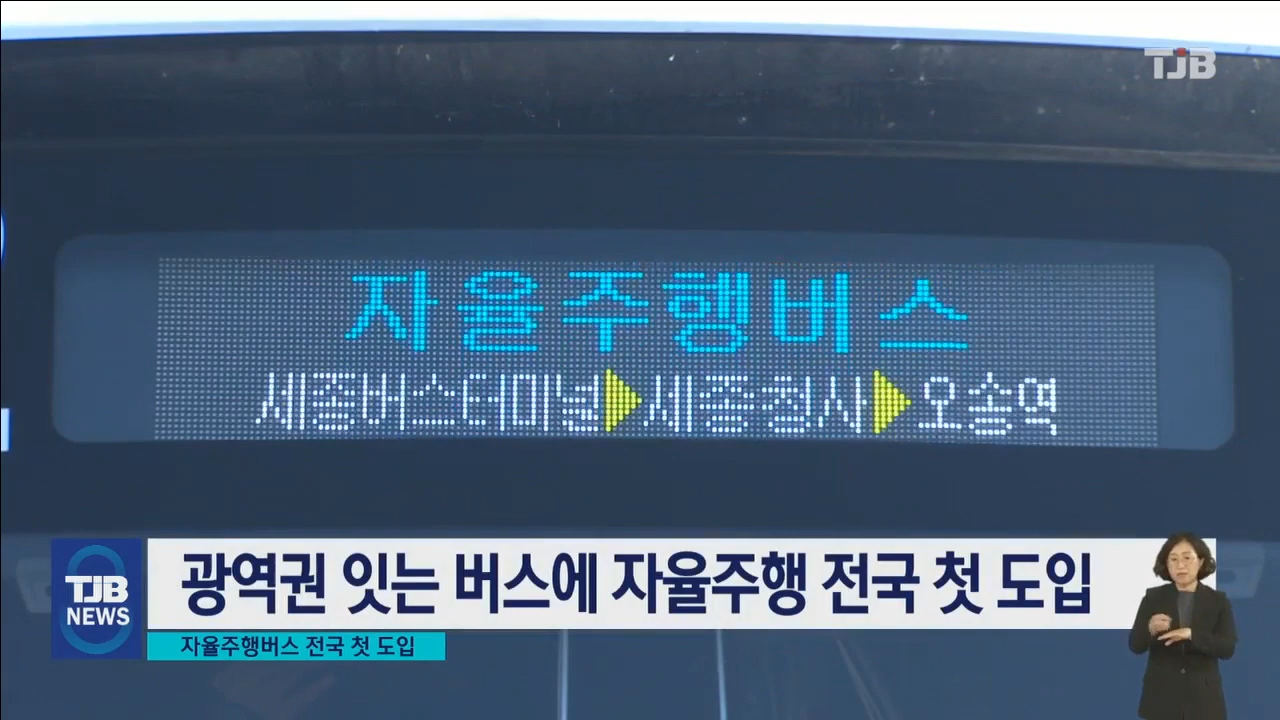 TJB
자율주행버스
세종버스터미널▶세종청사▶오송역
TJB
NEWS
광역권 잇는 버스에 자율주행 전국 첫 도입
자율주행버스 전국 첫 도입